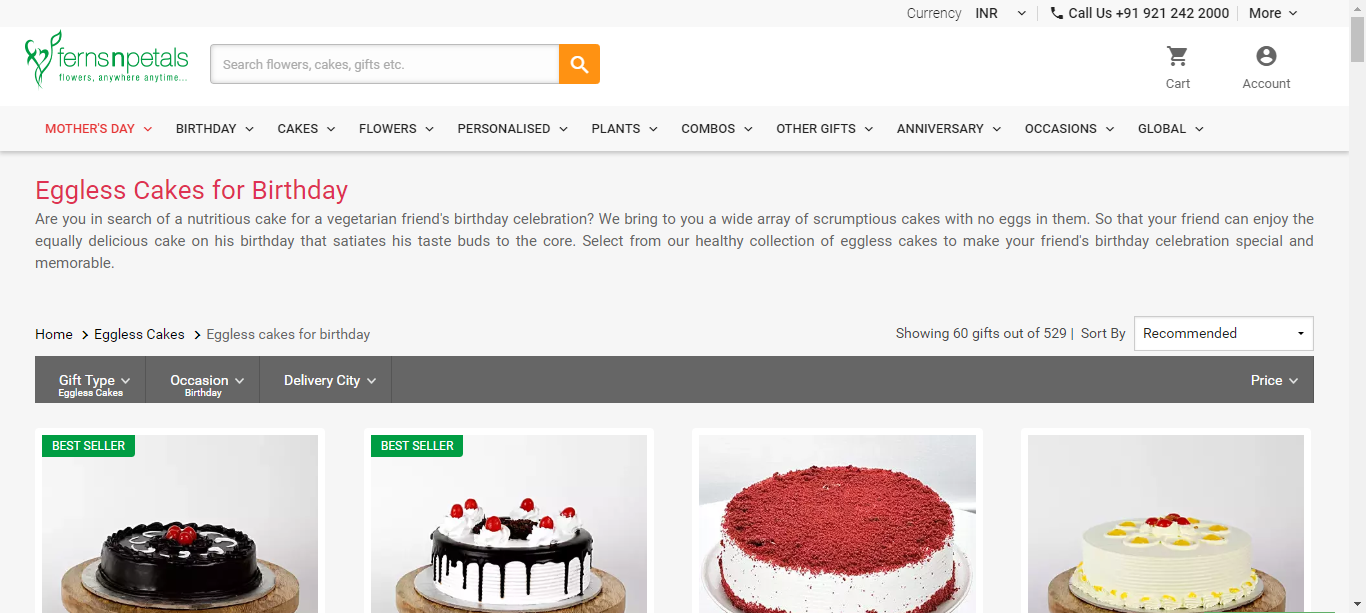 Currency INR Call Us +91 921 242 2000 More
fernsnpetals
flowers, anywhere anytime...
Search flowers, cakes, gifts etc.
Cart
Account
MOTHER'S DAY BIRTHDAY CAKES FLOWERS PERSONALISED PLANTS COMBOS OTHER GIFTS ANNIVERSARY OCCASIONS GLOBAL
Eggless Cakes for Birthday
Are you in search of a nutritious cake for a vegetarian friend's birthday celebration? We bring to you a wide array of scrumptious cakes with no eggs in them. So that your friend can enjoy the
equally delicious cake on his birthday that satiates his taste buds to the core. Select from our healthy collection of eggless cakes to make your friend's birthday celebration special and
memorable.
Home > Eggless Cakes > Eggless cakes for birthday
Showing 60 gifts out of 529 | Sort By Recommended
Gift Type Occasion Delivery City Price
Eggless Cakes Birthday
BEST SELLER BEST SELLER